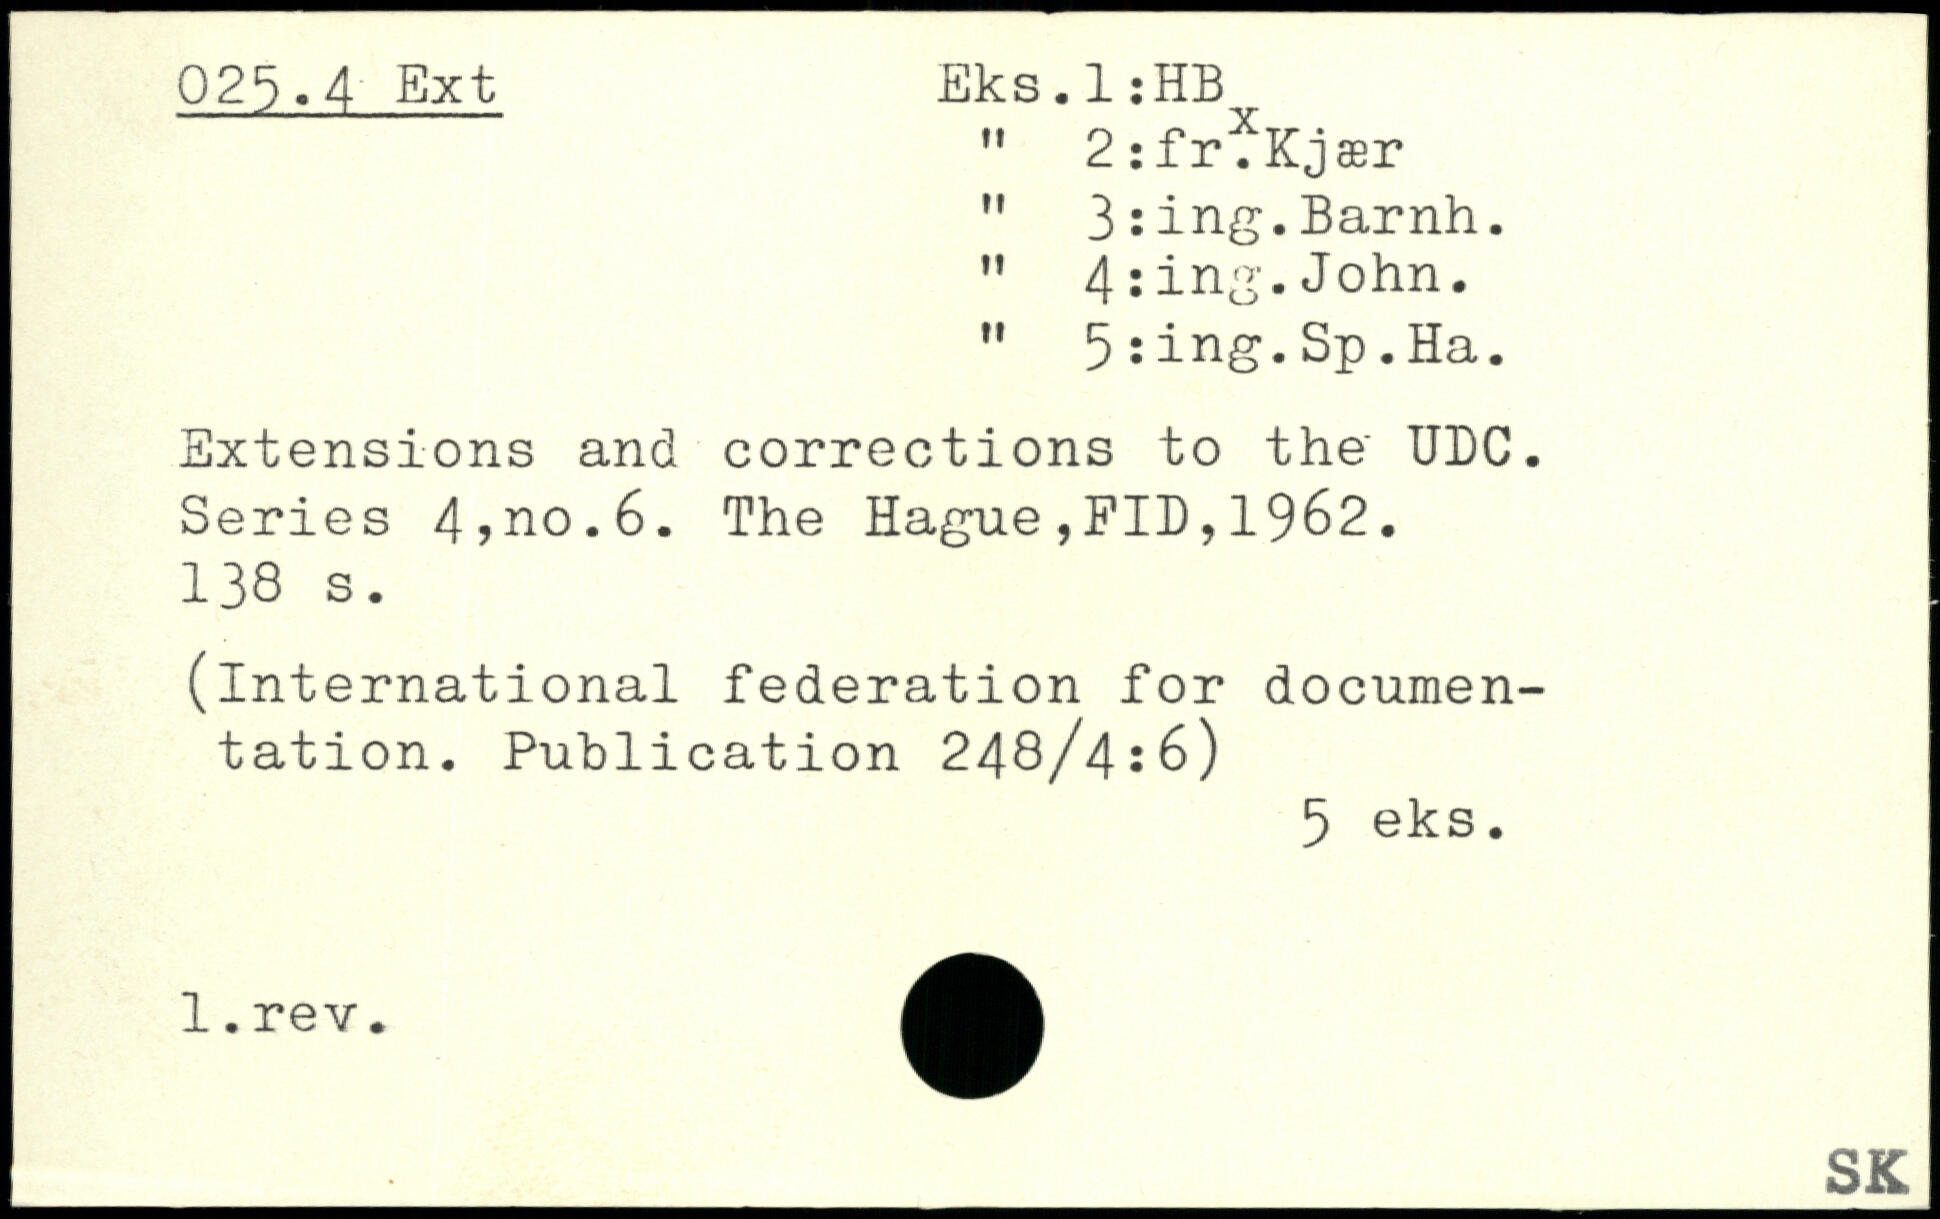 025.4 Ext
Eks.1:HB
x
" 2:fr.Kjær
" 3:ing.Barnh.
" 4:ing.John.
" 5:ing.Sp.Ha.
Extensions and corrections to the UDC.
Series 4,no.6. The Hague,FID,1962.
138 s.
(International federation for documen-
tation. Publication 248/4:6)
5 eks.
1.rev.
SK